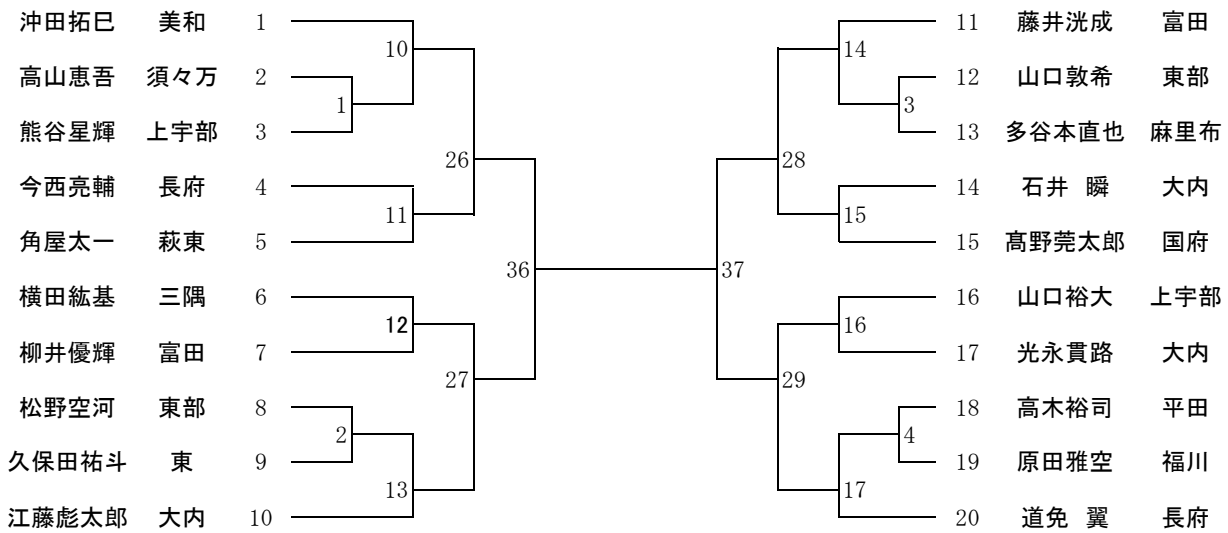 沖田拓巳 美和 1
高山恵吾 須々万 2
熊谷星輝 上宇部 3
今西亮輔 長府 4
角屋太一 萩東 5
横田紘基 三隅 6
柳井優輝 富田 7
松野空河 東部 8
久保田祐斗 東 9
江藤彪太郎 大内 10
10
1
26
11
36
12
27
2
13
11 藤井洸成 富田
12 山口敦希 東部
13 多谷本直也 麻里布
14 石井 瞬 大内
15 髙野莞太郎 国府
16 山口裕大 上宇部
17 光永貫路 大内
18 高木裕司 平田
19 原田雅空 福川
20 道免 翼 長府
14
3
28
15
37
16
29
4
17